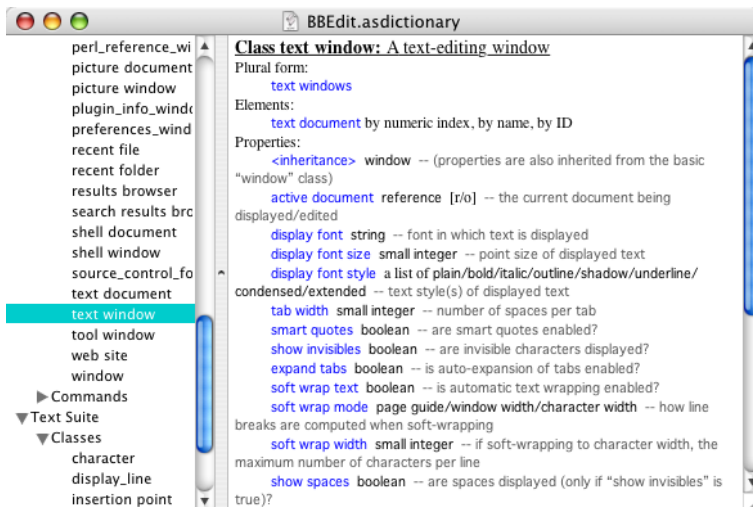 BBEdit.asdictionary
perl_reference_wi
picture document
picture window
plugin_info_windo
preferences_wind
recent file
recent folder
results browser
search results brc
shell document
shell window
source_control_fo
text document
text window
tool window
web site
window
Commands
Text Suite
Classes
character
display_line
insertion point
Class text window: A text-editing window
Plural form:
text windows
Elements:
text document by numeric index, by name, by ID
Properties:
<inheritance> window -- (properties are also inherited from the basic
"window" class)
active document reference [r/o] -- the current document being
displayed/edited
display font string -- font in which text is displayed
display font size small integer -- point size of displayed text
display font style a list of plain/bold/italic/outline/shadow/underline/
condensed/extended -- text style(s) of displayed text
tab width small integer -- number of spaces per tab
smart quotes boolean -- are smart quotes enabled?
show invisibles boolean -- are invisible characters displayed?
expand tabs boolean -- is auto-expansion of tabs enabled?
soft wrap text boolean -- is automatic text wrapping enabled?
soft wrap mode page guide/window width/character width -- how line
breaks are computed when soft-wrapping
soft wrap width small integer -- if soft-wrapping to character width, the
maximum number of characters per line
show spaces boolean -- are spaces displayed (only if "show invisibles" is
true)?